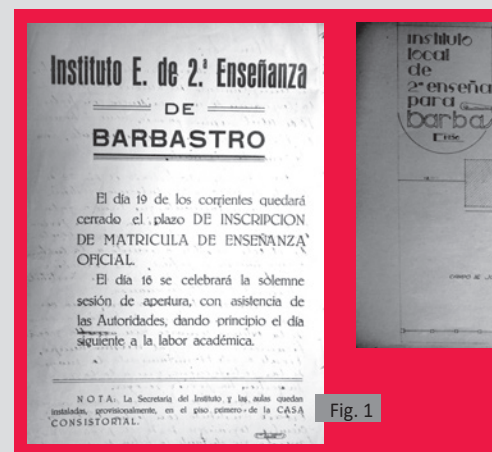 Instituto E. de 2.ª Enseñanza
DE
BARBASTRO
El día 19 de los corrientes quedará
cerrado el plazo DE INSCRIPCION
DE MATRICULA DE ENSEÑANZA
OFICIAL.
El día 16 se celebrará la solemne
sesión de apertura, con asistencia de
las Autoridades, dando principio el día
siguiente a la labor académica.
NOTA. La Secretaría del Instituto y las aulas quedan
instaladas, provisionalmente, en el piso primero de la CASA
CONSISTORIAL.
Fig. 1
instituto
local
de
2ª enseña
para
barba